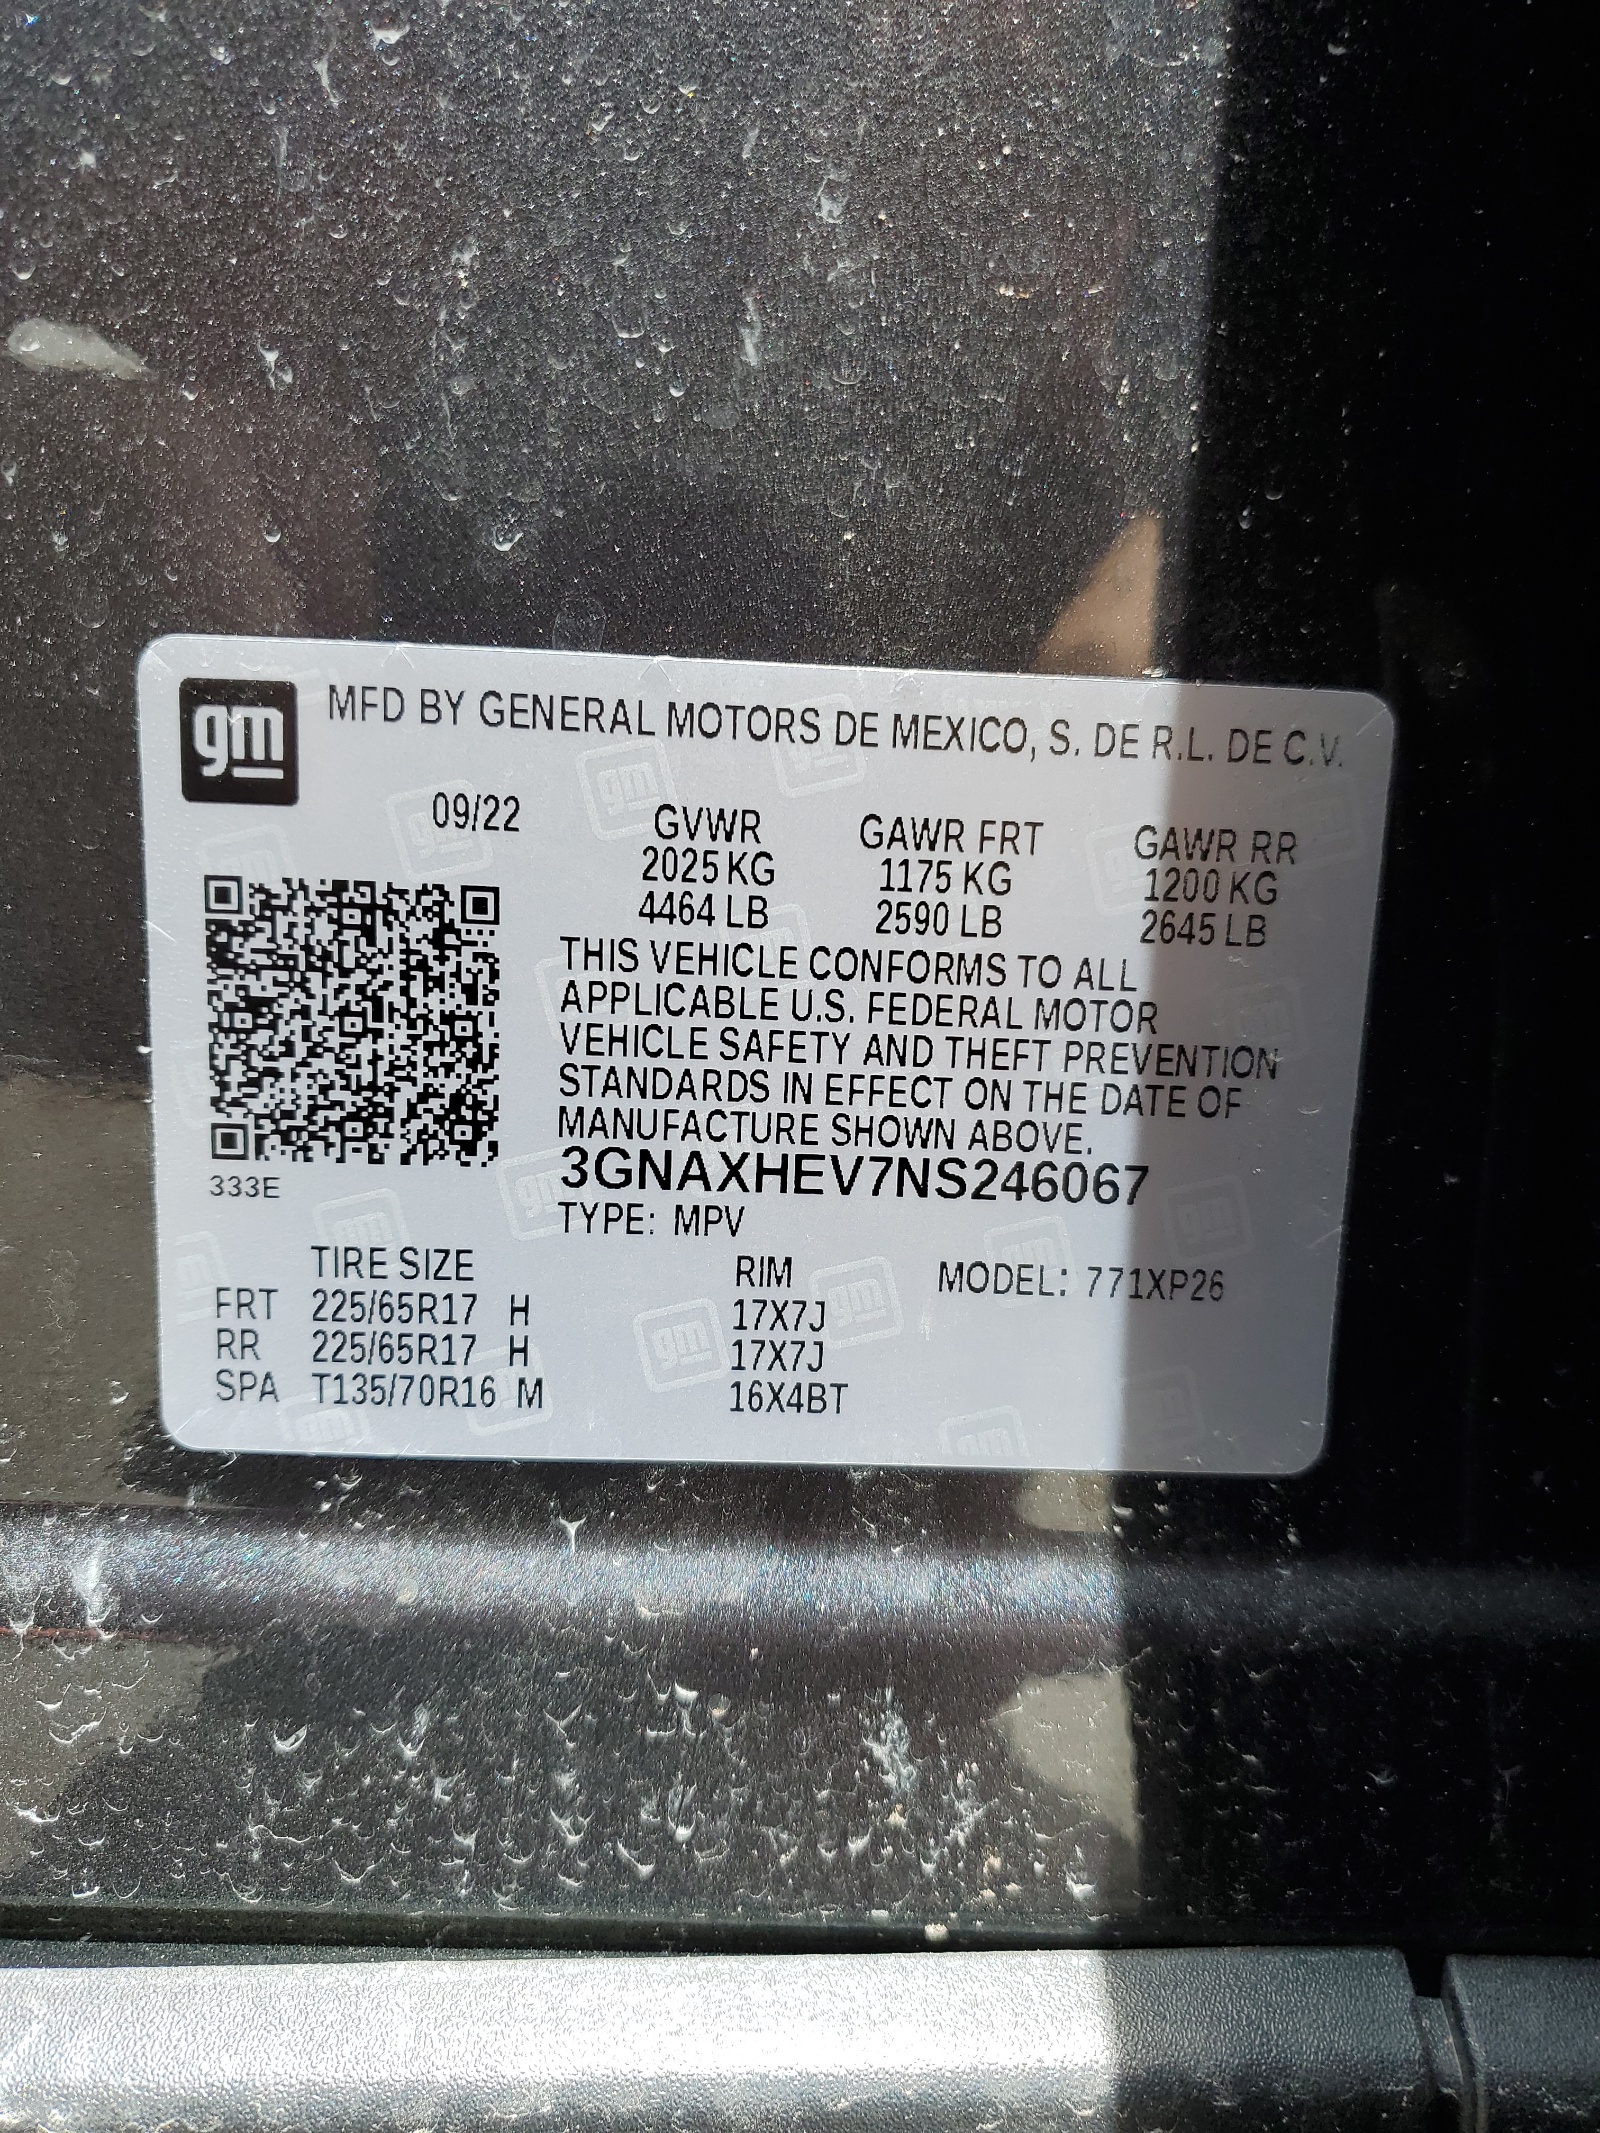 gm MFD BY GENERAL MOTORS DE MEXICO, S. DE R.L. DE C.V.
09/22 GVWR GAWR FRT GAWR RR
2025 KG 1175 KG 1200 KG
4464 LB 2590 LB 2645 LB
THIS VEHICLE CONFORMS TO ALL
APPLICABLE U.S. FEDERAL MOTOR
VEHICLE SAFETY AND THEFT PREVENTION
STANDARDS IN EFFECT ON THE DATE OF
MANUFACTURE SHOWN ABOVE.
333E 3GNAXHEV7NS246067
TYPE: MPV
TIRE SIZE RIM MODEL: 771XP26
FRT 225/65R17 H 17X7J
RR 225/65R17 H 17X7J
SPA T135/70R16 M 16X4BT